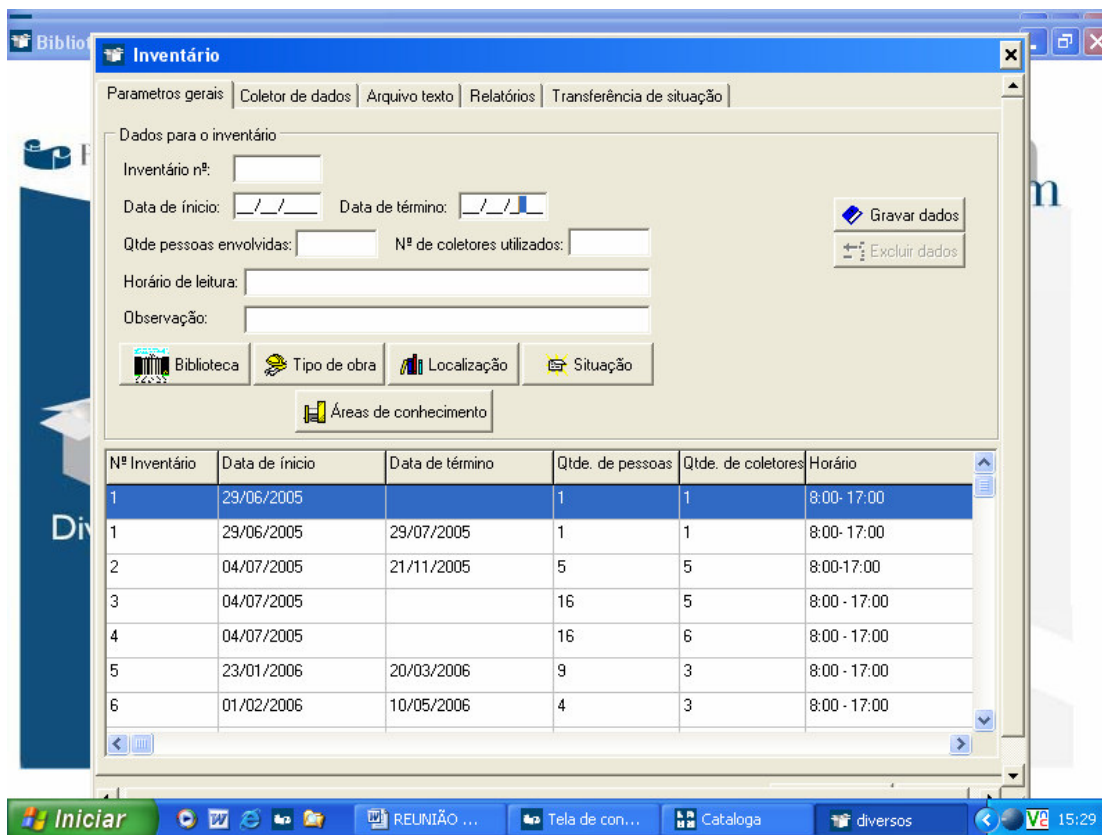 Bibliot
Inventário
Parametros gerais Coletor de dados Arquivo texto Relatórios Transferência de situação
Dados para o inventário
Inventário nº:
Data de ínicio: __/__/____ Data de término: __/__/____
Gravar dados
Qtde pessoas envolvidas: Nº de coletores utilizados:
Excluir dados
Horário de leitura:
Observação:
Biblioteca Tipo de obra Localização Situação
Áreas de conhecimento
Nº Inventário Data de ínicio Data de término Qtde. de pessoas Qtde. de coletores Horário
1 29/06/2005 1 1 8:00- 17:00
1 29/06/2005 29/07/2005 1 1 8:00- 17:00
2 04/07/2005 21/11/2005 5 5 8:00-17:00
3 04/07/2005 16 5 8:00 - 17:00
4 04/07/2005 16 6 8:00 - 17:00
5 23/01/2006 20/03/2006 9 3 8:00 - 17:00
6 01/02/2006 10/05/2006 4 3 8:00 - 17:00
Div
m
Iniciar REUNIÃO ... Tela de con... Cataloga diversos 15:29